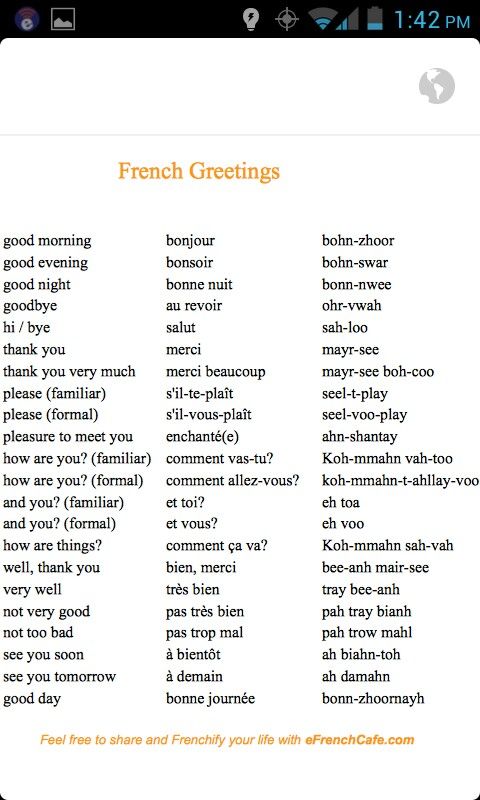 1:42 PM
French Greetings
good morning bonjour bohn-zhoor
good evening bonsoir bohn-swar
good night bonne nuit bonn-nwee
goodbye au revoir ohr-vwah
hi / bye salut sah-loo
thank you merci mayr-see
thank you very much merci beaucoup mayr-see boh-coo
please (familiar) s'il-te-plaît seel-t-play
please (formal) s'il-vous-plaît seel-voo-play
pleasure to meet you enchanté(e) ahn-shantay
how are you? (familiar) comment vas-tu? Koh-mmahn vah-too
how are you? (formal) comment allez-vous? koh-mmahn-t-ahllay-voo
and you? (familiar) et toi? eh toa
and you? (formal) et vous? eh voo
how are things? comment ça va? Koh-mmahn sah-vah
well, thank you bien, merci bee-anh mair-see
very well très bien tray bee-anh
not very good pas très bien pah tray bianh
not too bad pas trop mal pah trow mahl
see you soon à bientôt ah biahn-toh
see you tomorrow à demain ah damahn
good day bonne journée bonn-zhoornayh
Feel free to share and Frenchify your life with eFrenchCafe.com